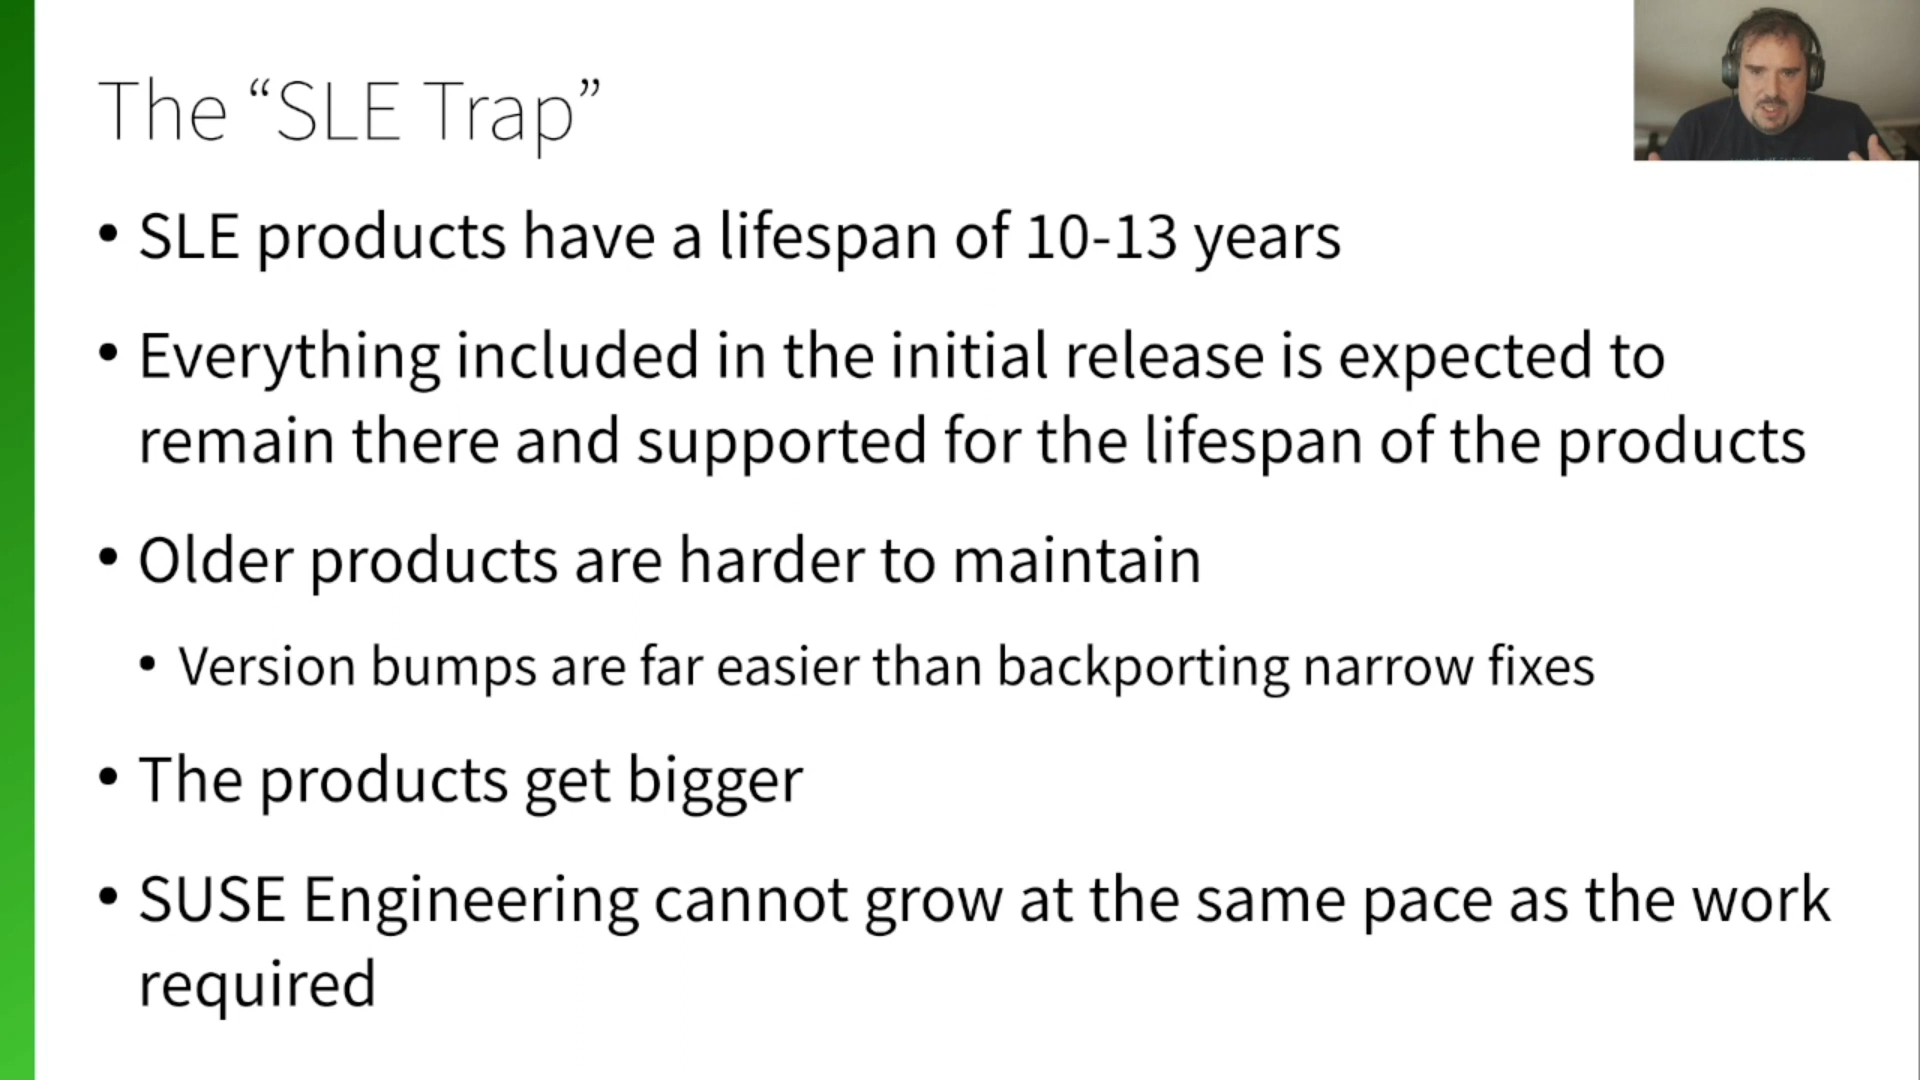 The “SLE Trap”
• SLE products have a lifespan of 10-13 years
• Everything included in the initial release is expected to
remain there and supported for the lifespan of the products
• Older products are harder to maintain
• Version bumps are far easier than backporting narrow fixes
• The products get bigger
• SUSE Engineering cannot grow at the same pace as the work
required